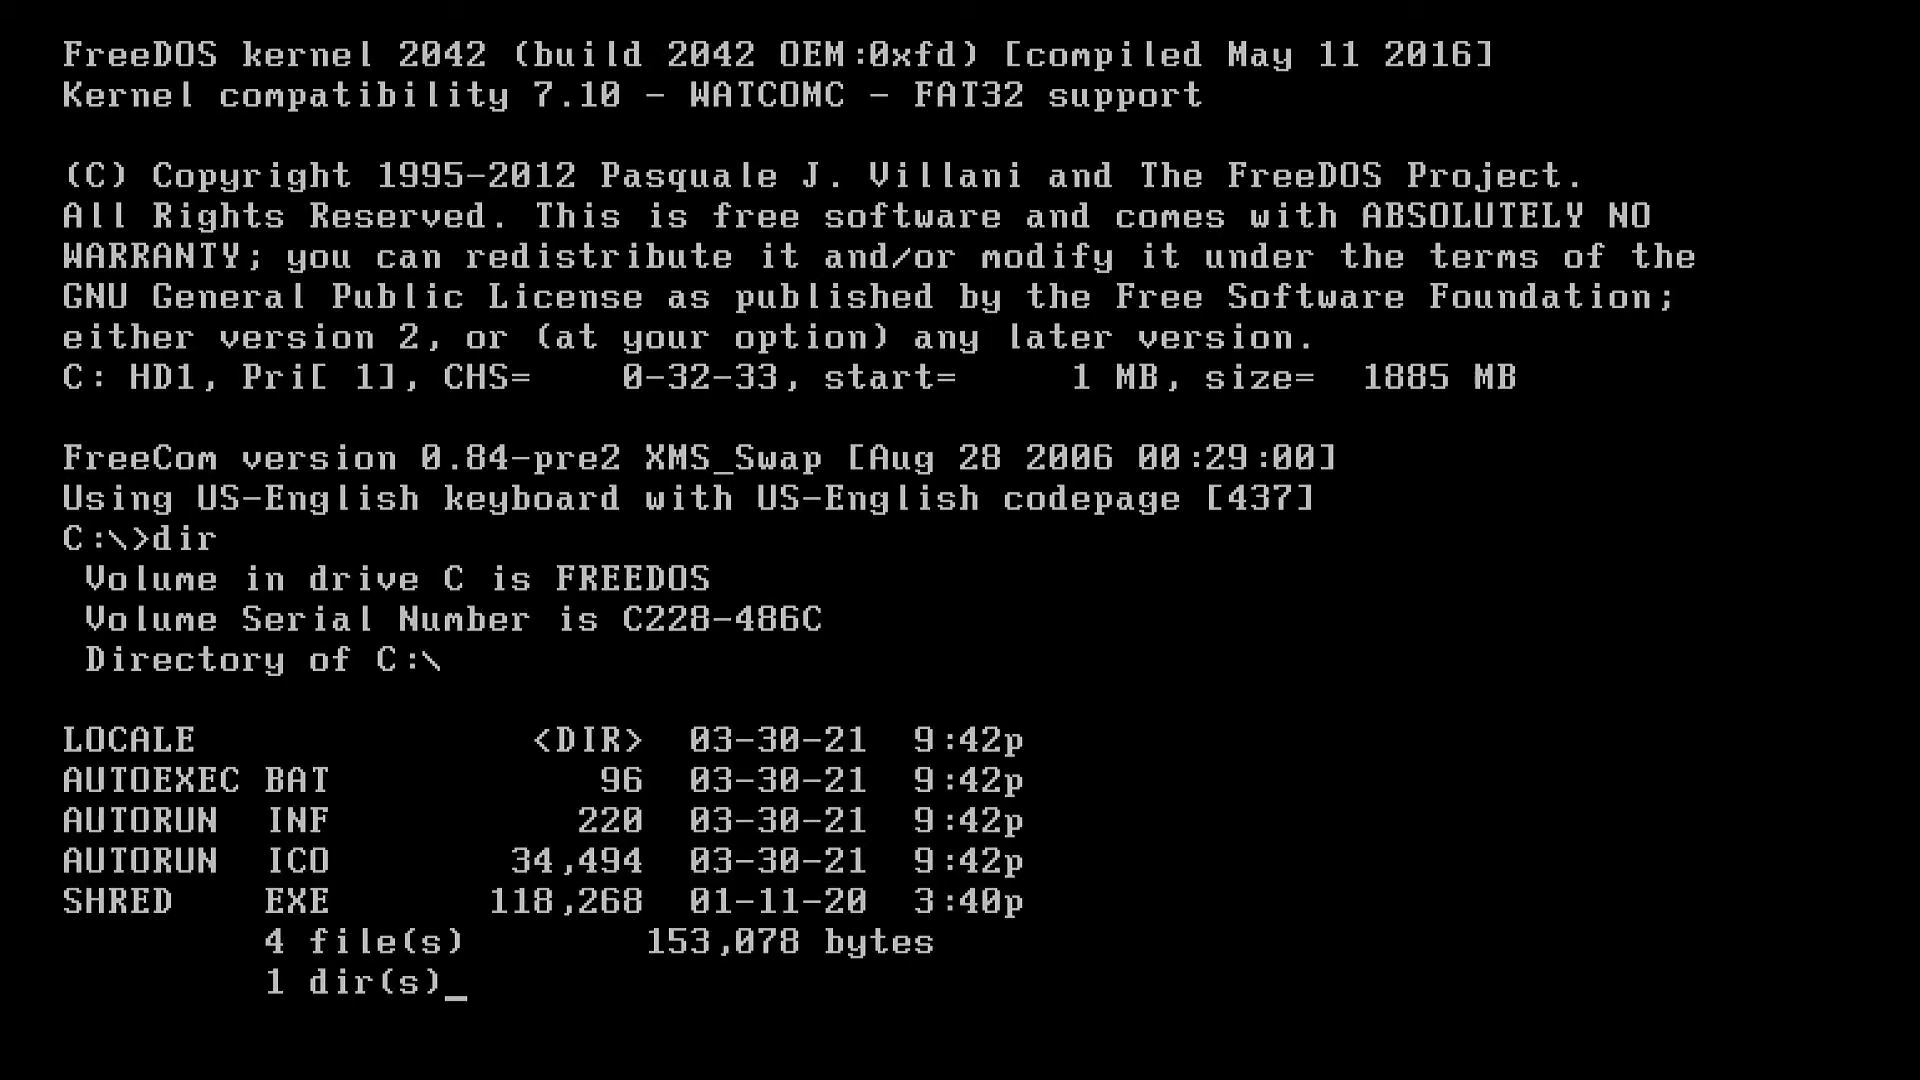 FreeDOS kernel 2042 (build 2042 OEM:0xfd) [compiled May 11 2016]
Kernel compatibility 7.10 - WATCOMC - FAT32 support
(C) Copyright 1995-2012 Pasquale J. Villani and The FreeDOS Project.
All Rights Reserved. This is free software and comes with ABSOLUTELY NO
WARRANTY; you can redistribute it and/or modify it under the terms of the
GNU General Public License as published by the Free Software Foundation;
either version 2, or (at your option) any later version.
C: HD1, Pri[ 1], CHS=    0-32-33, start=     1 MB, size=  1885 MB
FreeCom version 0.84-pre2 XMS_Swap [Aug 28 2006 00:29:00]
Using US-English keyboard with US-English codepage [437]
C:\>dir
 Volume in drive C is FREEDOS
 Volume Serial Number is C228-486C
 Directory of C:\
LOCALE               <DIR>  03-30-21  9:42p
AUTOEXEC BAT            96  03-30-21  9:42p
AUTORUN  INF           220  03-30-21  9:42p
AUTORUN  ICO        34,494  03-30-21  9:42p
SHRED    EXE       118,268  01-11-20  3:40p
         4 file(s)        153,078 bytes
         1 dir(s)_